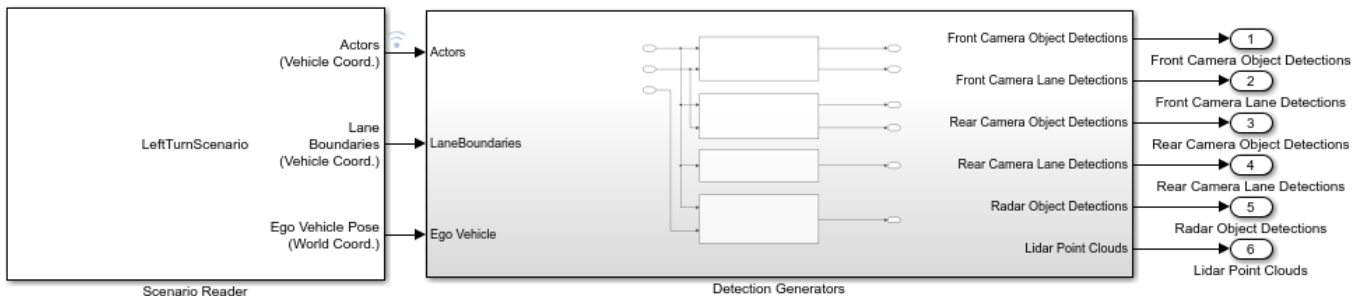 Actors
(Vehicle Coord.)
LeftTurnScenario
Lane
Boundaries
(Vehicle Coord.)
Ego Vehicle Pose
(World Coord.)
Scenario Reader
Actors
LaneBoundaries
Ego Vehicle
Front Camera Object Detections
Front Camera Lane Detections
Rear Camera Object Detections
Rear Camera Lane Detections
Radar Object Detections
Lidar Point Clouds
Detection Generators
1
Front Camera Object Detections
2
Front Camera Lane Detections
3
Rear Camera Object Detections
4
Rear Camera Lane Detections
5
Radar Object Detections
6
Lidar Point Clouds